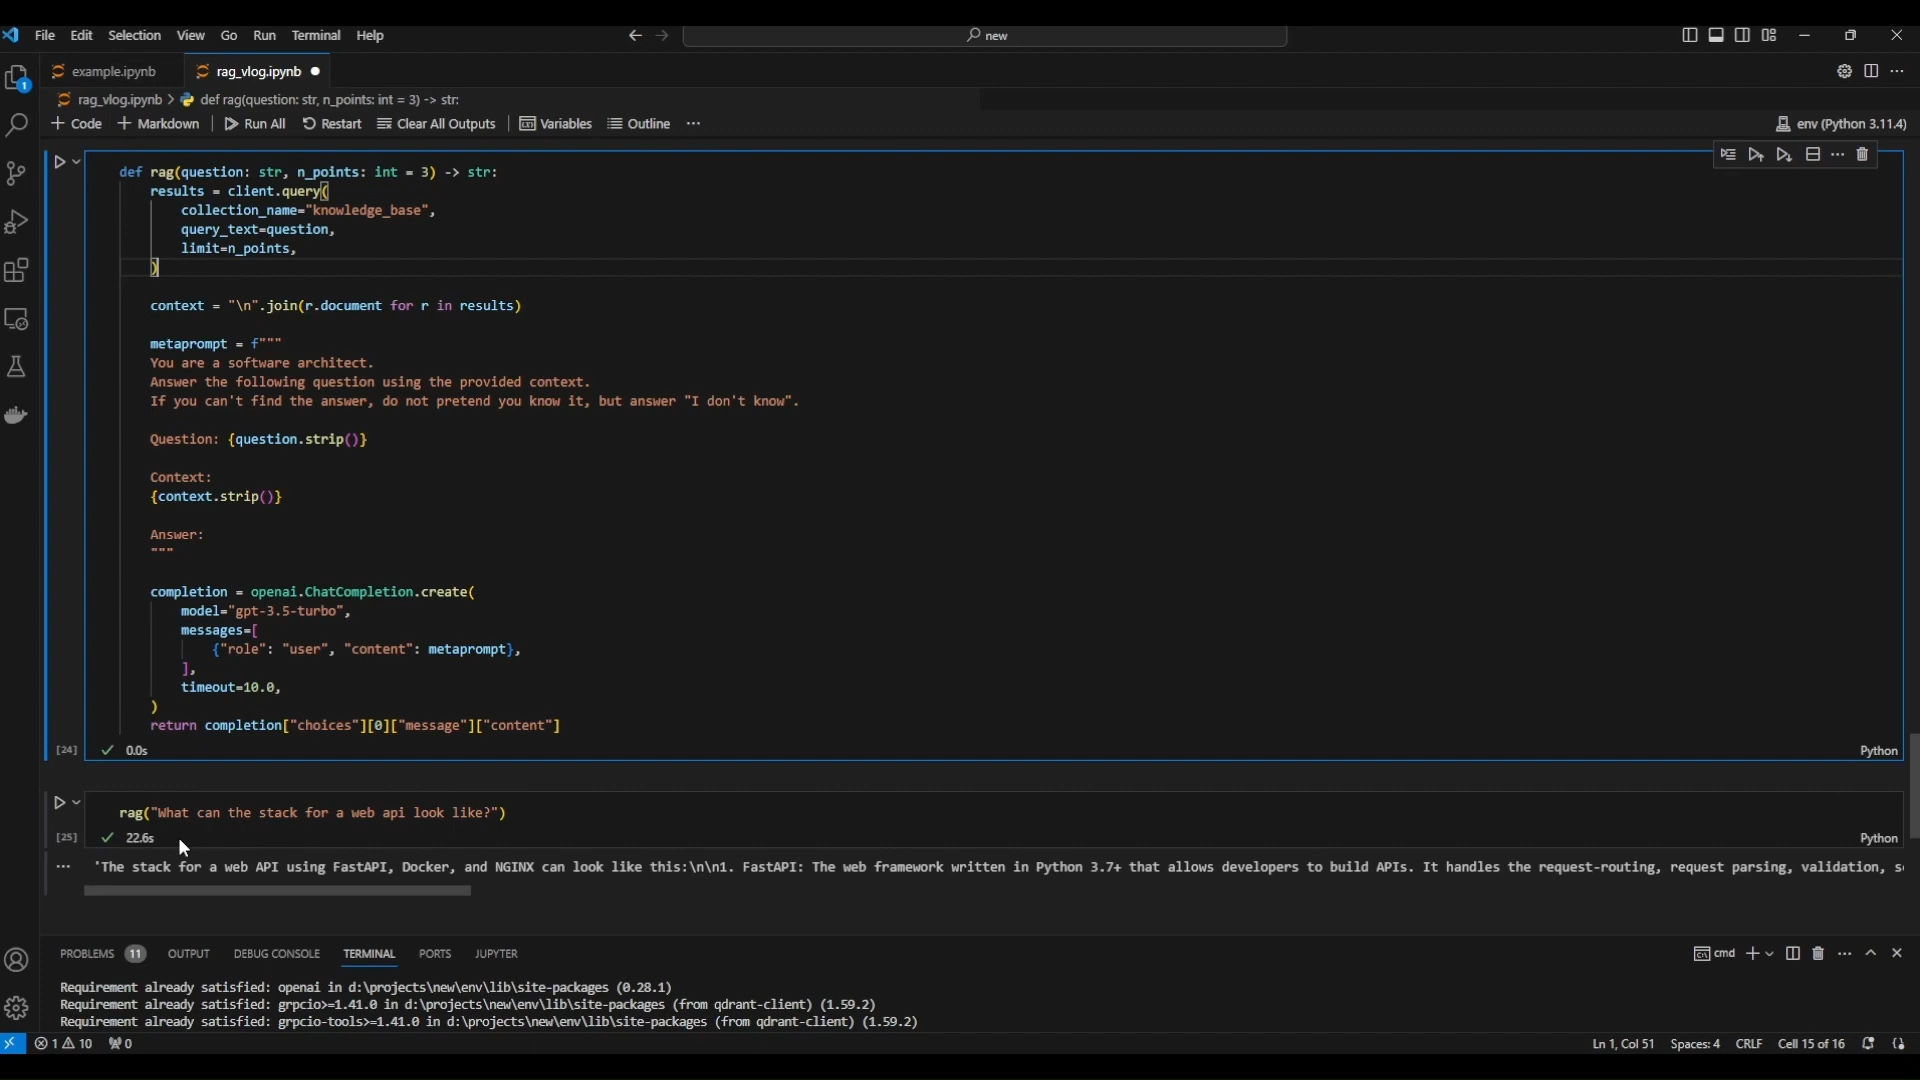 File Edit Selection View Go Run Terminal Help
new
example.ipynb rag_vlog.ipynb
rag_vlog.ipynb > def rag(question: str, n_points: int = 3) -> str:
+ Code + Markdown Run All Restart Clear All Outputs Variables Outline ... env (Python 3.11.4)
1
def rag(question: str, n_points: int = 3) -> str:
    results = client.query(
        collection_name="knowledge_base",
        query_text=question,
        limit=n_points,
    )
    context = "\n".join(r.document for r in results)
    metaprompt = f"""
    You are a software architect.
    Answer the following question using the provided context.
    If you can't find the answer, do not pretend you know it, but answer "I don't know".
    Question: {question.strip()}
    Context:
    {context.strip()}
    Answer:
    """
    completion = openai.ChatCompletion.create(
        model="gpt-3.5-turbo",
        messages=[
            {"role": "user", "content": metaprompt},
        ],
        timeout=10.0,
    )
    return completion["choices"][0]["message"]["content"]
[24] ✓ 0.0s Python
rag("What can the stack for a web api look like?")
[25] ✓ 22.6s Python
... 'The stack for a web API using FastAPI, Docker, and NGINX can look like this:\n\n1. FastAPI: The web framework written in Python 3.7+ that allows developers to build APIs. It handles the request-routing, request parsing, validation, s
PROBLEMS 11 OUTPUT DEBUG CONSOLE TERMINAL PORTS JUPYTER cmd
Requirement already satisfied: openai in d:\projects\new\env\lib\site-packages (0.28.1)
Requirement already satisfied: grpcio>=1.41.0 in d:\projects\new\env\lib\site-packages (from qdrant-client) (1.59.2)
Requirement already satisfied: grpcio-tools>=1.41.0 in d:\projects\new\env\lib\site-packages (from qdrant-client) (1.59.2)
1 10 0 Ln 1, Col 51 Spaces: 4 CRLF Cell 15 of 16